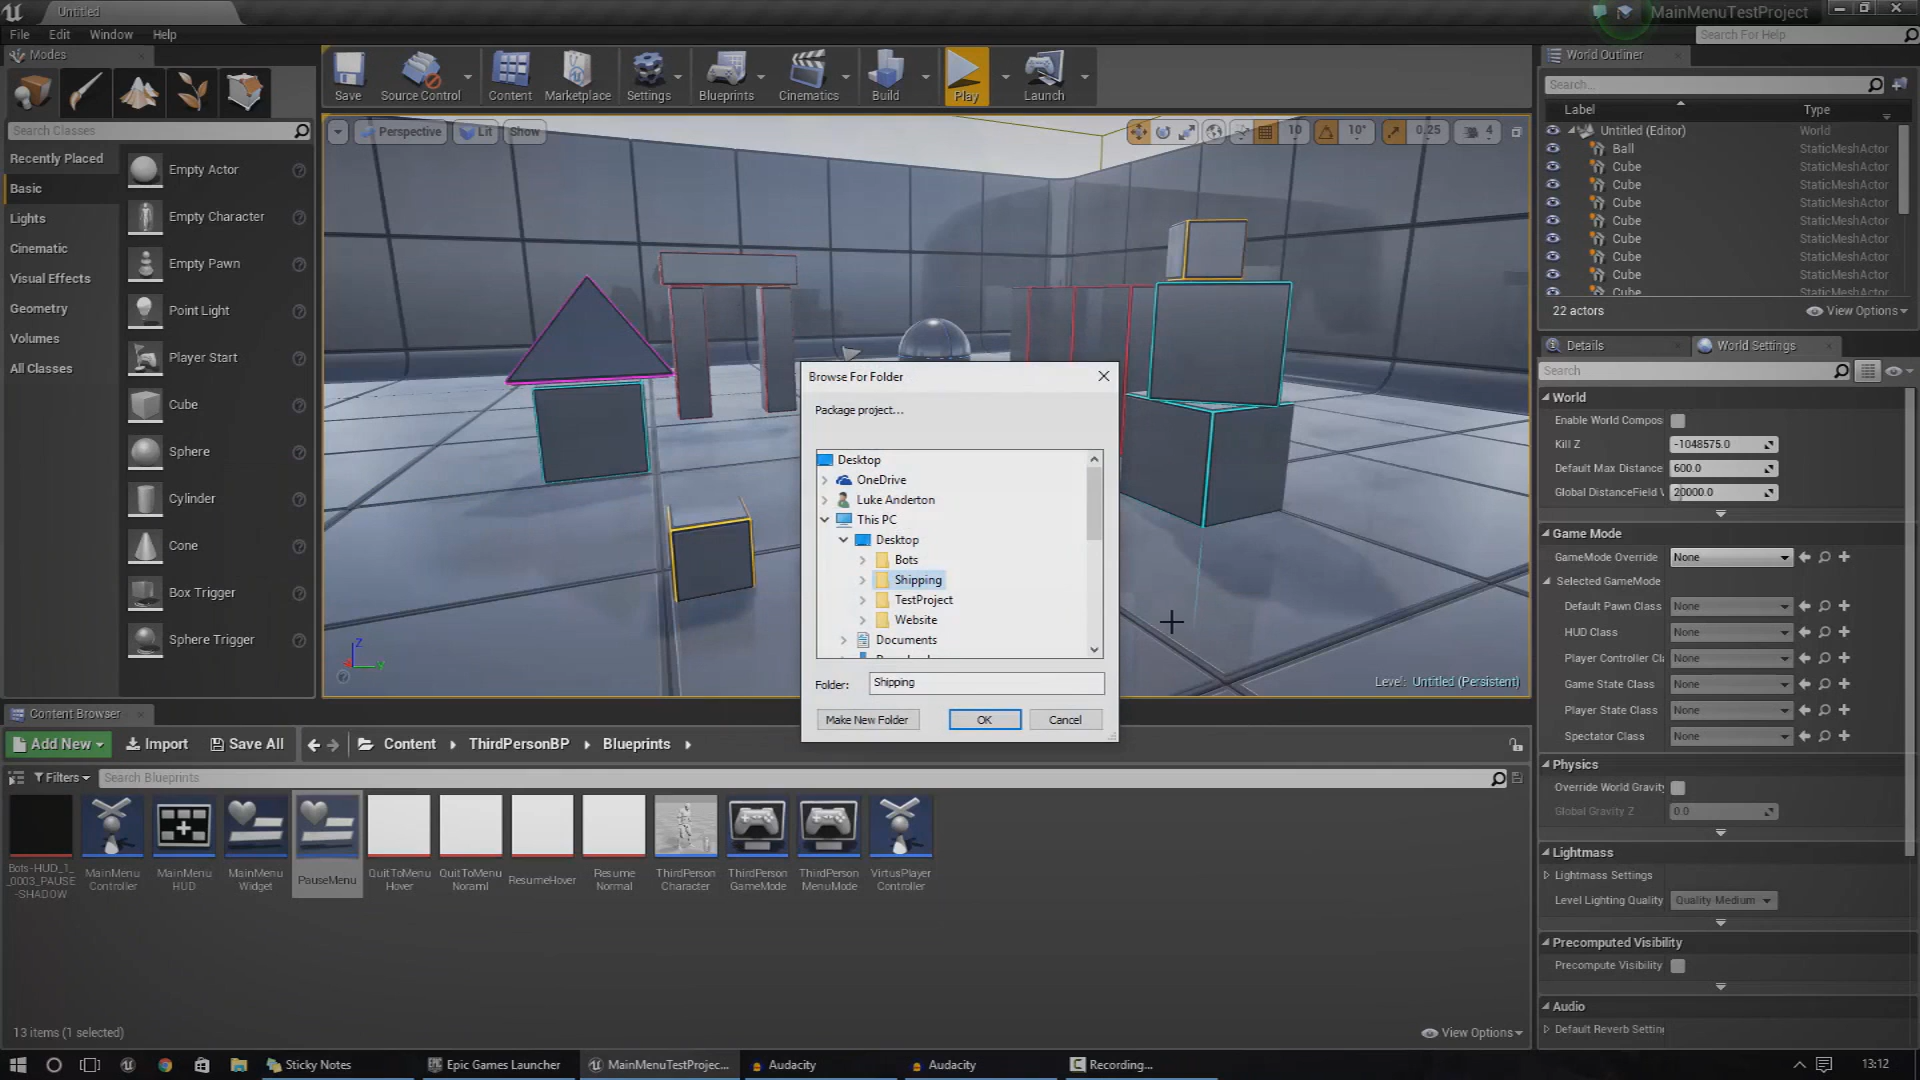 Untitled
MainMenuTestProject
File Edit Window Help
Search For Help
Modes
Search Classes
Recently Placed
Basic
Lights
Cinematic
Visual Effects
Geometry
Volumes
All Classes
Empty Actor
Empty Character
Empty Pawn
Point Light
Player Start
Cube
Sphere
Cylinder
Cone
Box Trigger
Sphere Trigger
Save
Source Control
Content
Marketplace
Settings
Blueprints
Cinematics
Build
Play
Launch
Perspective Lit Show
10 10° 0.25 4
Z
Level: Untitled (Persistent)
Browse For Folder
Package project...
Desktop
OneDrive
Luke Anderton
This PC
Desktop
Bots
Shipping
TestProject
Website
Documents
Folder: Shipping
Make New Folder OK Cancel
World Outliner
Search...
Label Type
Untitled (Editor) World
Ball StaticMeshActor
Cube StaticMeshActor
Cube StaticMeshActor
Cube StaticMeshActor
Cube StaticMeshActor
Cube StaticMeshActor
Cube StaticMeshActor
Cube StaticMeshActor
Cube
22 actors View Options
Details World Settings
Search
World
Enable World Compos
Kill Z -1048575.0
Default Max Distance 600.0
Global DistanceField V 20000.0
Game Mode
GameMode Override None
Selected GameMode
Default Pawn Class None
HUD Class None
Player Controller Cl None
Game State Class None
Player State Class None
Spectator Class None
Physics
Override World Gravity
Global Gravity Z 0.0
Lightmass
Lightmass Settings
Level Lighting Quality Quality Medium
Precomputed Visibility
Precompute Visibility
Audio
Default Reverb Settin
Content Browser
Add New Import Save All Content ThirdPersonBP Blueprints
Filters Search Blueprints
Bots-HUD_1_
_0003_PAUSE
-SHADOW
MainMenu
Controller
MainMenu
HUD
MainMenu
Widget
PauseMenu
QuitToMenu
Hover
QuitToMenu
Noraml
ResumeHover
Resume
Normal
ThirdPerson
Character
ThirdPerson
GameMode
ThirdPerson
MenuMode
VirtusPlayer
Controller
13 items (1 selected) View Options
Sticky Notes
Epic Games Launcher
MainMenuTestProjec...
Audacity
Audacity
Recording...
13:12